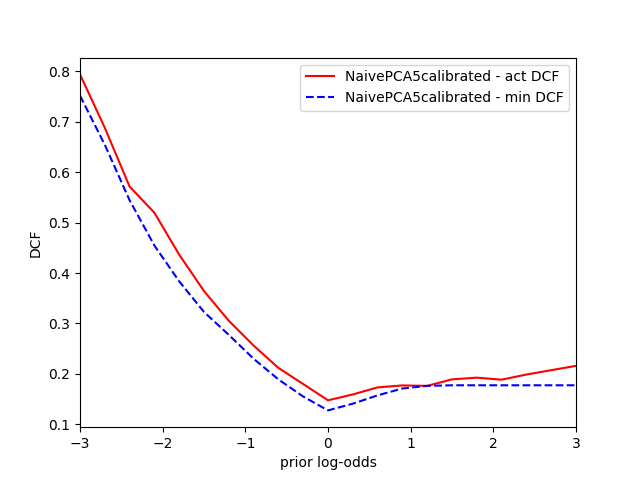 NaivePCA5calibrated - act DCF
NaivePCA5calibrated - min DCF
0.8
0.7
0.6
0.5
0.4
0.3
0.2
0.1
DCF
−3 −2 −1 0 1 2 3
prior log-odds